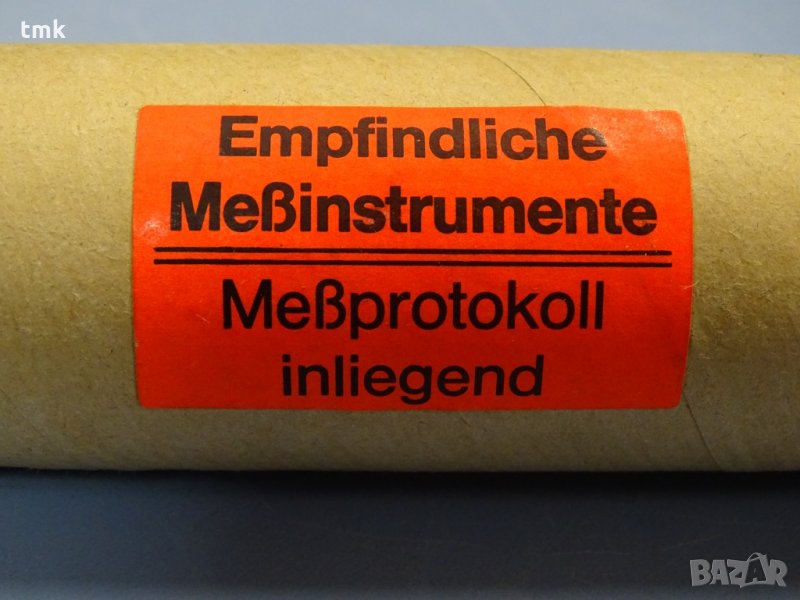 tmk
Empfindliche
Meßinstrumente
Meßprotokoll
inliegend
BAZAR